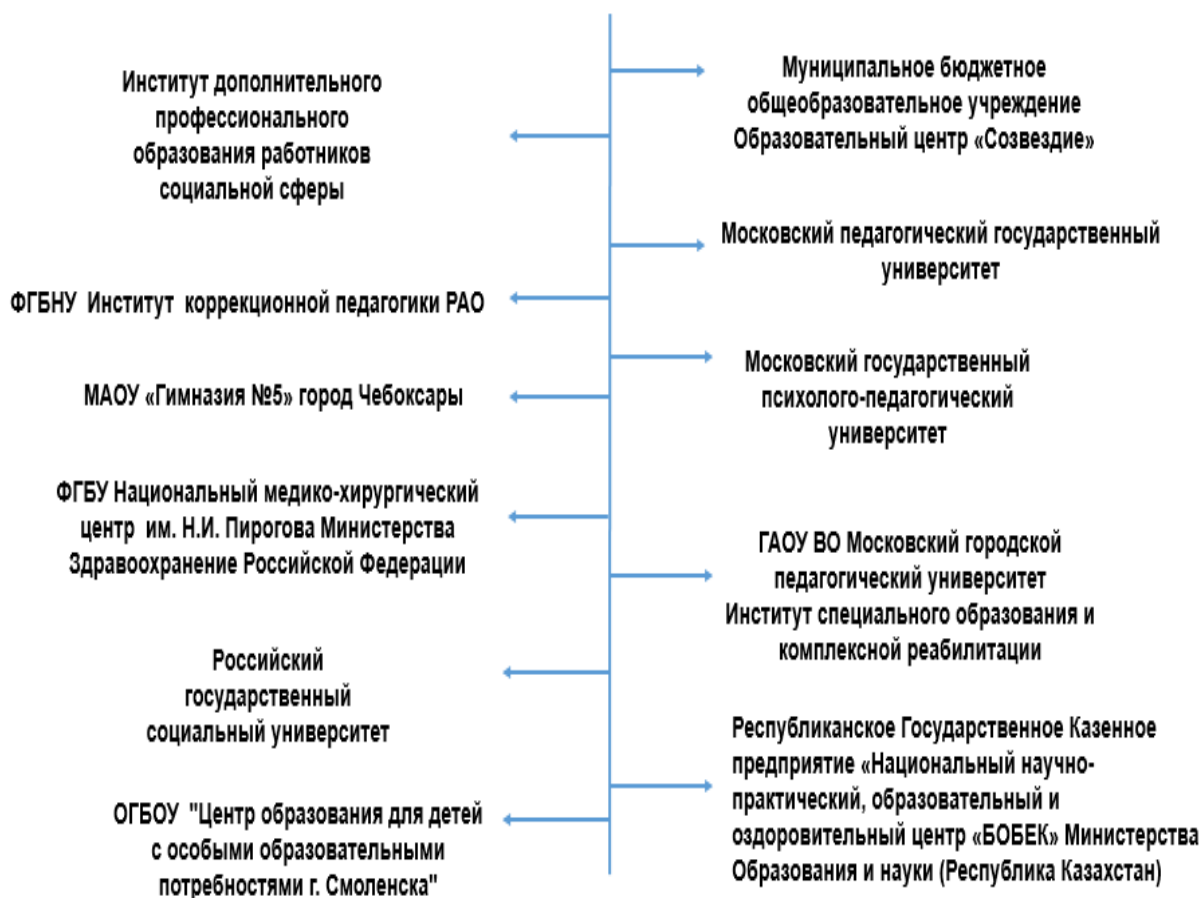 Институт дополнительного
профессионального
образования работников
социальной сферы
ФГБНУ Институт коррекционной педагогики РАО
МАОУ «Гимназия №5» город Чебоксары
ФГБУ Национальный медико-хирургический
центр им. Н.И. Пирогова Министерства
Здравоохранение Российской Федерации
Российский
государственный
социальный университет
ОГБОУ "Центр образования для детей
с особыми образовательными
потребностями г. Смоленска"
Муниципальное бюджетное
общеобразовательное учреждение
Образовательный центр «Созвездие»
Московский педагогический государственный
университет
Московский государственный
психолого-педагогический
университет
ГАОУ ВО Московский городской
педагогический университет
Институт специального образования и
комплексной реабилитации
Республиканское Государственное Казенное
предприятие «Национальный научно-
практический, образовательный и
оздоровительный центр «БОБЕК» Министерства
Образования и науки (Республика Казахстан)